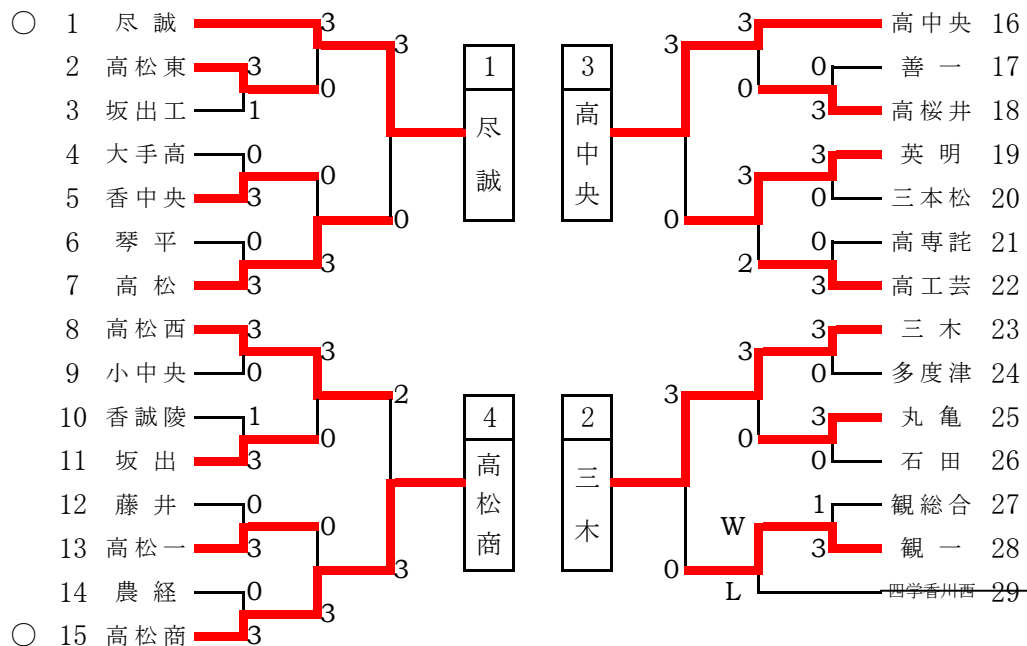 ○ 1 尽誠 3
2 高松東 3
3 坂出工 1
0
3
4 大手高 0
5 香中央 3
0
6 琴平 0
7 高松 3
3
0
1
尽誠
8 高松西 3
9 小中央 0
3
10 香誠陵 1
11 坂出 3
0
2
12 藤井 0
13 高松一 3
0
14 農経 0
○ 15 高松商 3
3
3
4
高松商
3 高中央 16
0 善一 17
3 高桜井 18
0
3
3 英明 19
0 三本松 20
3
0 高専詫 21
3 高工芸 22
2
0
3
高中央
3 三木 23
0 多度津 24
3
3 丸亀 25
0 石田 26
0
3
1 観総合 27
3 観一 28
W
L 四学香川西 29
0
2
三木